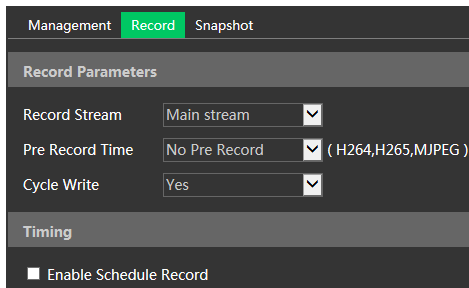 Management Record Snapshot
Record Parameters
Record Stream Main stream
Pre Record Time No Pre Record ( H264,H265,MJPEG )
Cycle Write Yes
Timing
Enable Schedule Record